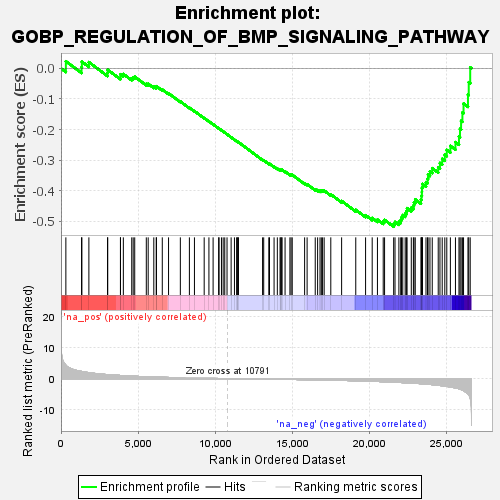 Enrichment plot:
GOBP_REGULATION_OF_BMP_SIGNALING_PATHWAY
Enrichment score (ES)
0.0
-0.1
-0.2
-0.3
-0.4
-0.5
'na_pos' (positively correlated)
Ranked list metric (PreRanked)
20
10
0
-10
Zero cross at 10791
'na_neg' (negatively correlated)
0
5,000
10,000
15,000
20,000
25,000
Rank in Ordered Dataset
Enrichment profile
Hits
Ranking metric scores